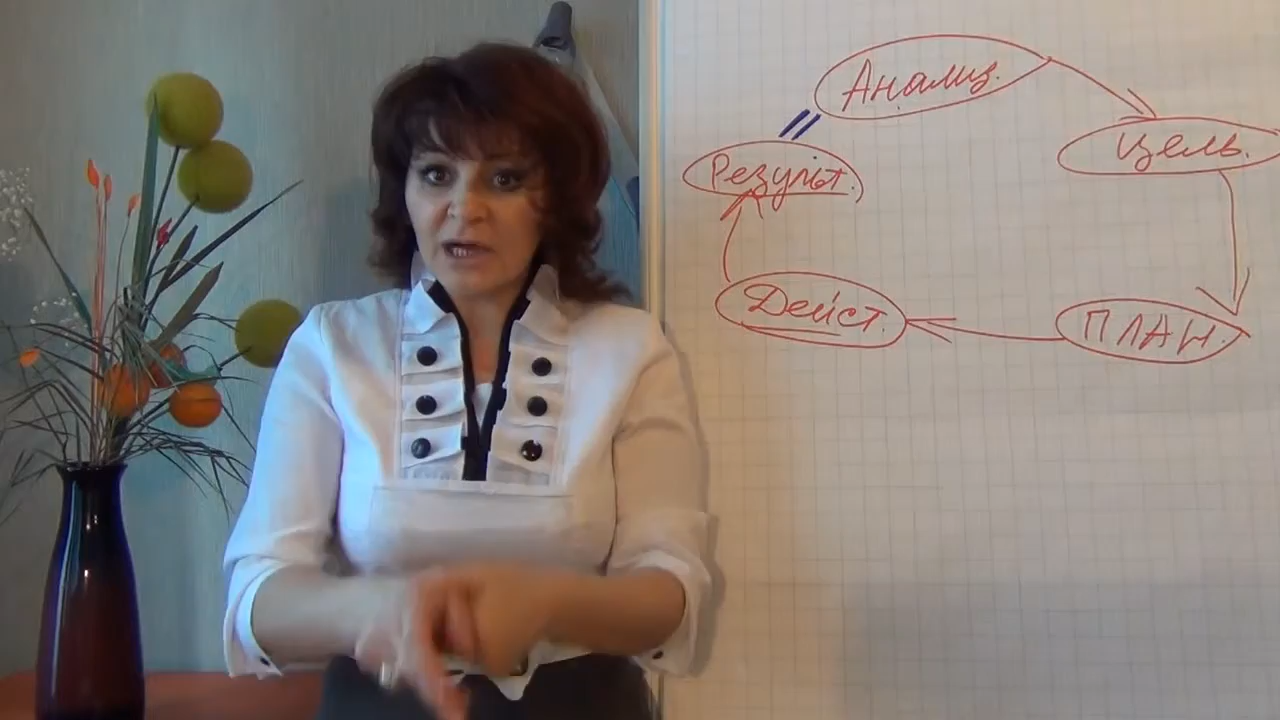 Анализ.
Цель.
ПЛАН.
Дейст.
Результ.